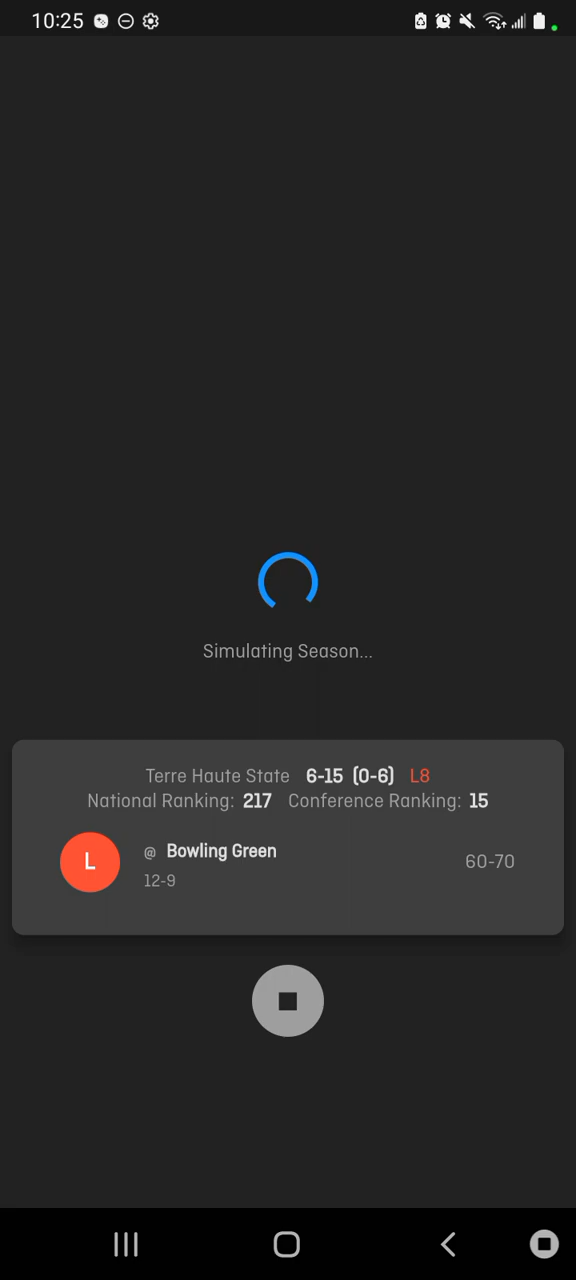 10:25
Simulating Season...
Terre Haute State 6-15 (0-6) L8
National Ranking: 217 Conference Ranking: 15
L @ Bowling Green 60-70
12-9